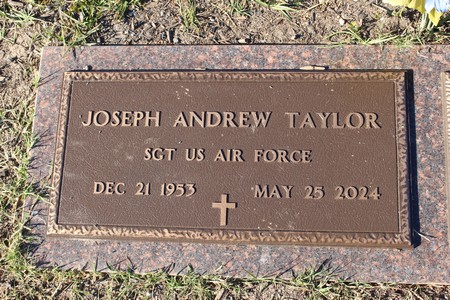 JOSEPH ANDREW TAYLOR
SGT US AIR FORCE
DEC 21 1953 MAY 25 2024